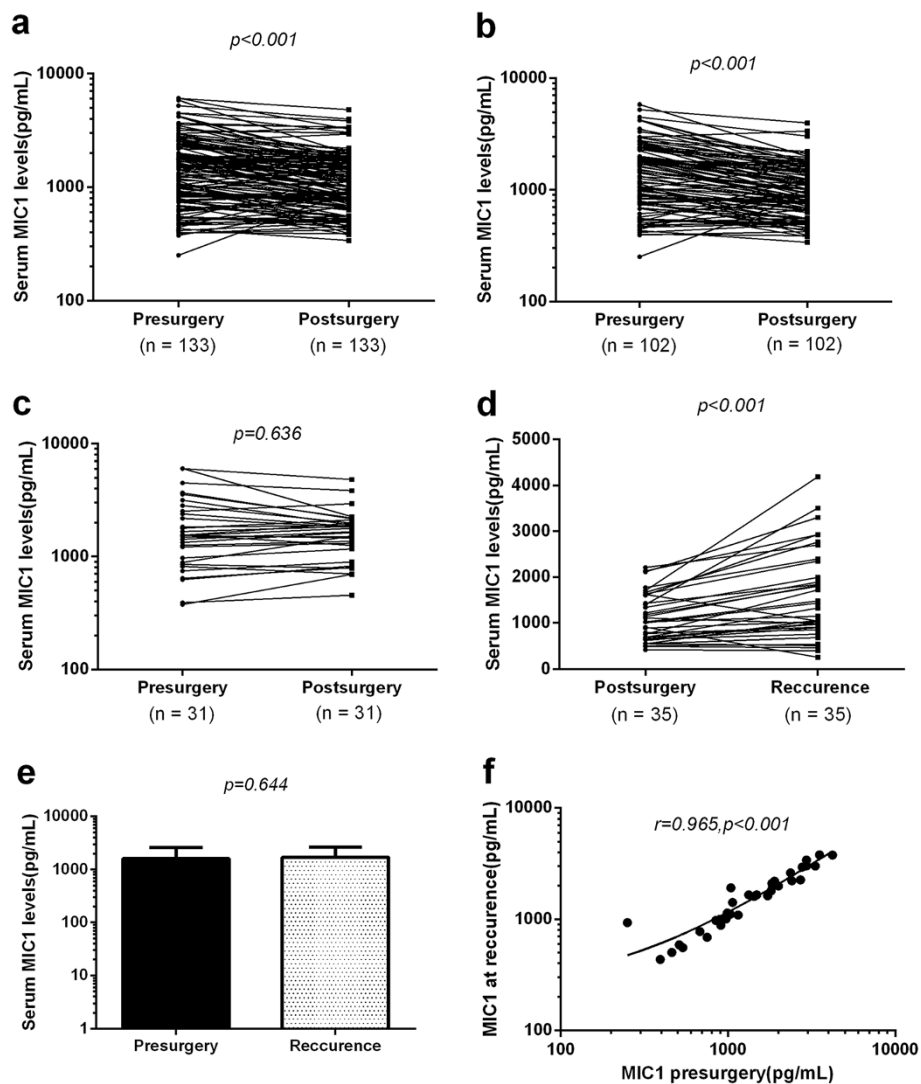 a
p<0.001
Serum MIC1 levels(pg/mL)
10000
1000
100
Presurgery Postsurgery
(n = 133) (n = 133)
b
p<0.001
Serum MIC1 levels(pg/mL)
10000
1000
100
Presurgery Postsurgery
(n = 102) (n = 102)
c
p=0.636
Serum MIC1 levels(pg/mL)
10000
1000
100
Presurgery Postsurgery
(n = 31) (n = 31)
d
p<0.001
Serum MIC1 levels(pg/mL)
5000
4000
3000
2000
1000
0
Postsurgery Reccurence
(n = 35) (n = 35)
e
p=0.644
Serum MIC1 levels(pg/mL)
10000
1000
100
10
1
Presurgery Reccurence
f
r=0.965,p<0.001
MIC1 at reccurence(pg/mL)
10000
1000
100
100 1000 10000
MIC1 presurgery(pg/mL)